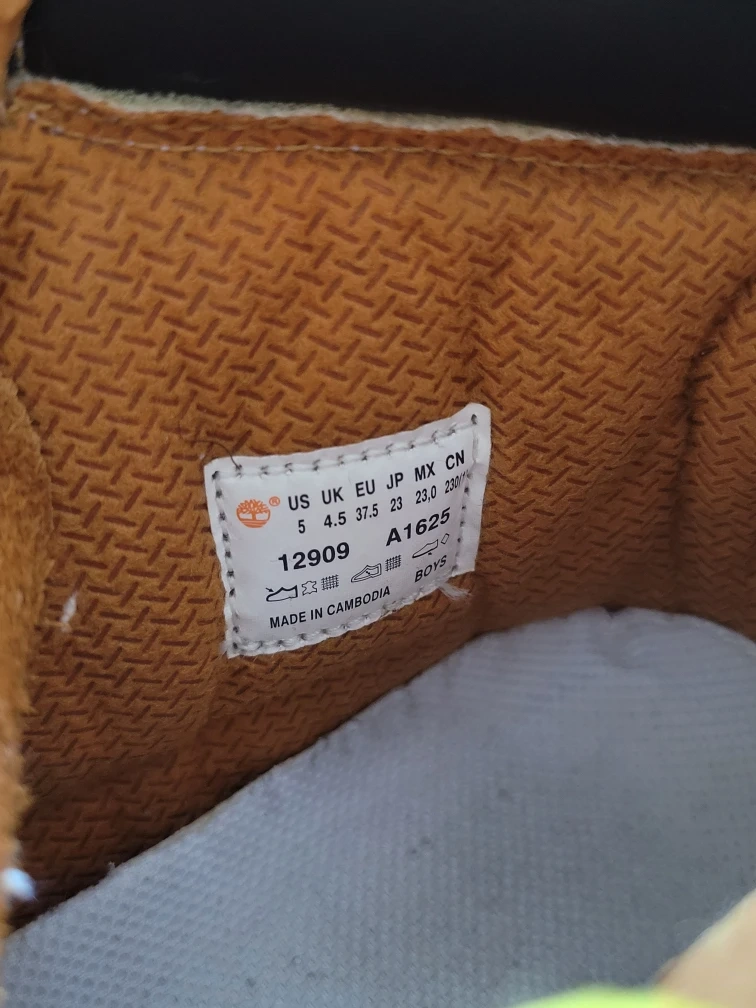 US UK EU JP MX CN
5 4.5 37.5 23 23,0
12909 A1625
BOYS
MADE IN CAMBODIA